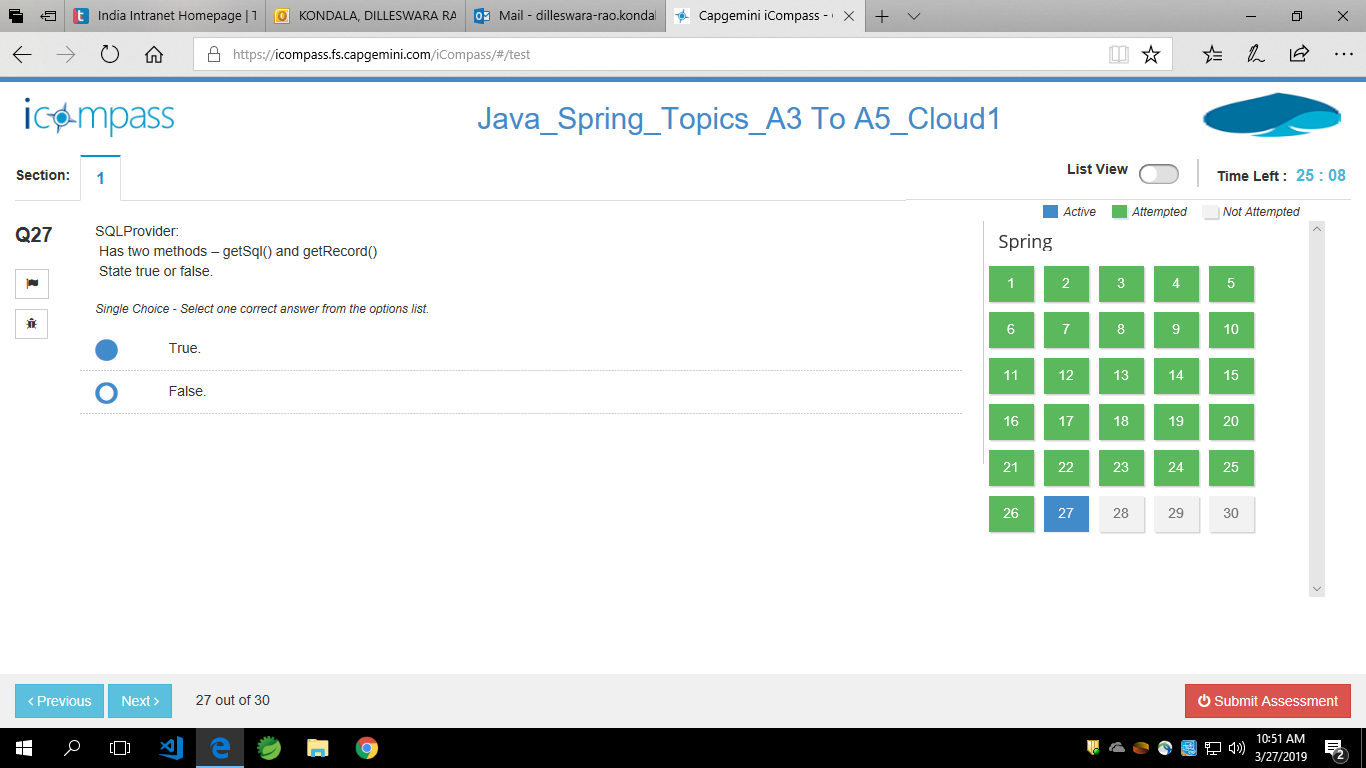 India Intranet Homepage | T
KONDALA, DILLESWARA RA
Mail - dilleswara-rao.kondal
Capgemini iCompass -
https://icompass.fs.capgemini.com/iCompass/#/test
icompass
Java_Spring_Topics_A3 To A5_Cloud1
Section:
1
List View
Time Left : 25 : 08
Active Attempted Not Attempted
Q27
SQLProvider:
Has two methods – getSql() and getRecord()
State true or false.
Single Choice - Select one correct answer from the options list.
True.
False.
Spring
1 2 3 4 5
6 7 8 9 10
11 12 13 14 15
16 17 18 19 20
21 22 23 24 25
26 27 28 29 30
‹ Previous
Next ›
27 out of 30
Submit Assessment
10:51 AM
3/27/2019
2